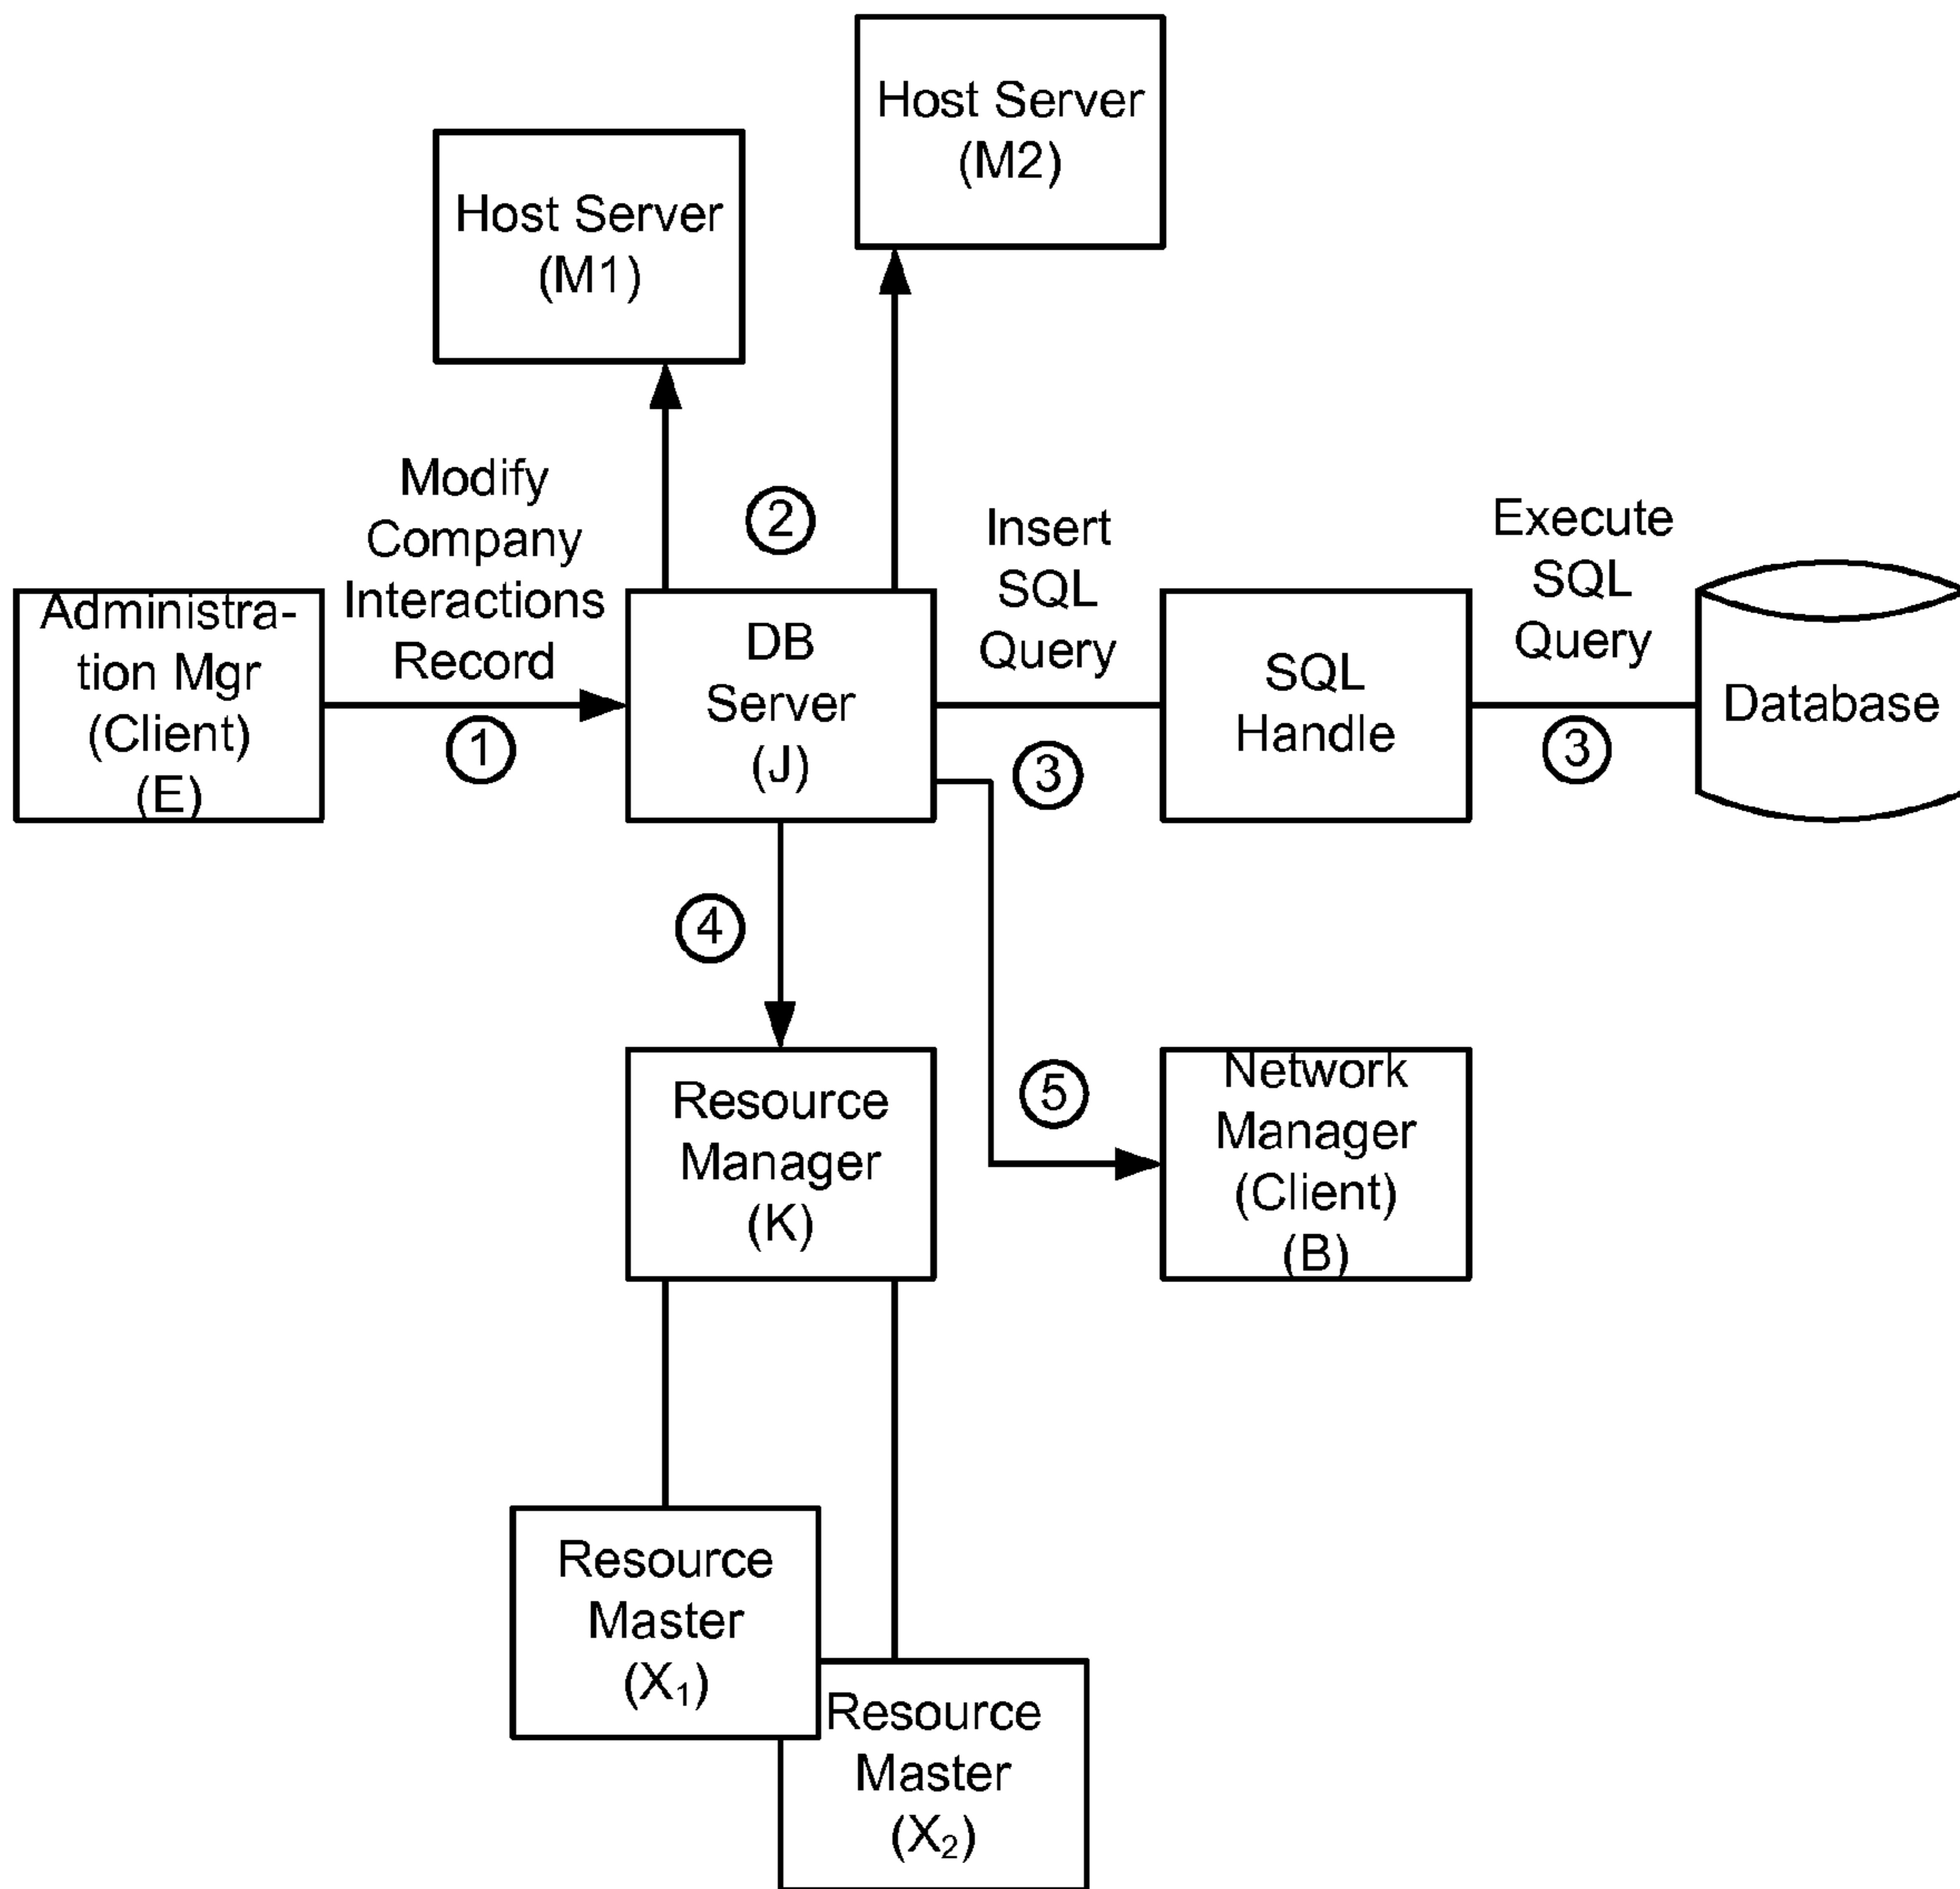 Host Server
(M2)
Host Server
(M1)
Modify
Company
Interactions
Record
2
Insert
SQL
Query
Execute
SQL
Query
Administra-
tion Mgr
(Client)
(E)
1
DB
Server
(J)
3
SQL
Handle
3
Database
4
Resource
Manager
(K)
5
Network
Manager
(Client)
(B)
Resource
Master
(X₁)
Resource
Master
(X₂)